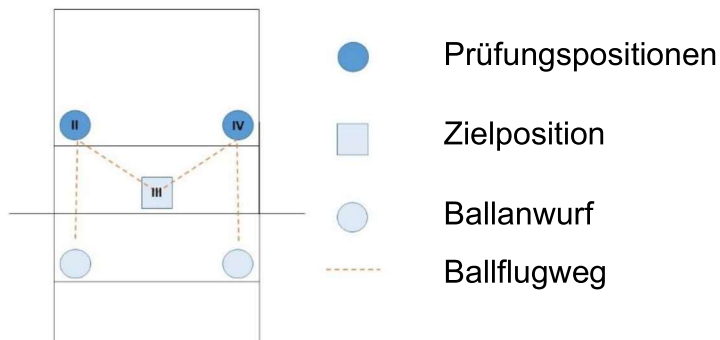 II
IV
III
Prüfungspositionen
Zielposition
Ballanwurf
Ballflugweg